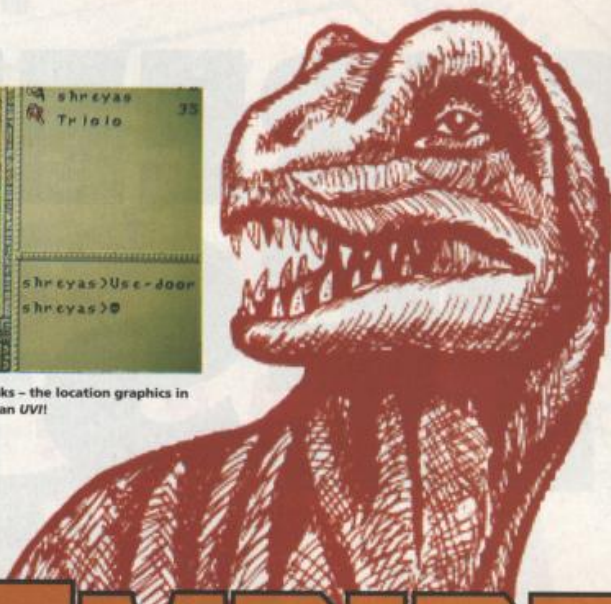 shreyas 35
Triolo
shreyas>Use-door
shreyas>
ks – the location graphics in
an UVI!